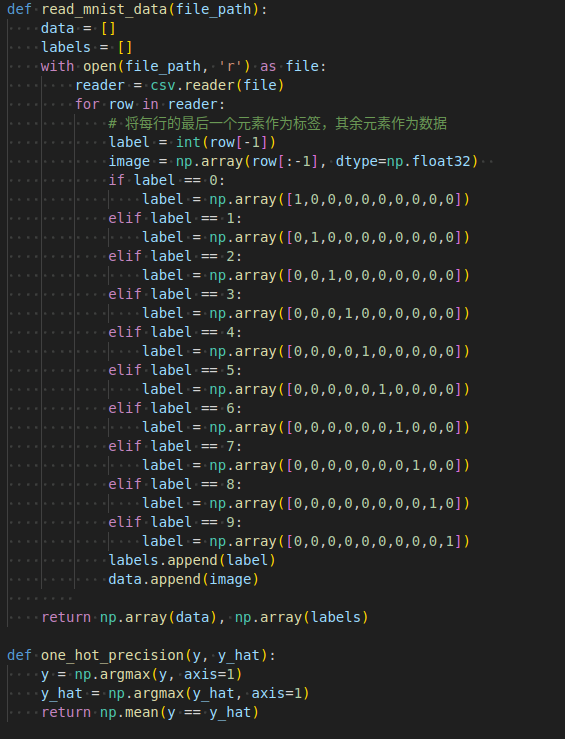 def read_mnist_data(file_path):
    data = []
    labels = []
    with open(file_path, 'r') as file:
        reader = csv.reader(file)
        for row in reader:
            # 将每行的最后一个元素作为标签，其余元素作为数据
            label = int(row[-1])
            image = np.array(row[:-1], dtype=np.float32)
            if label == 0:
                label = np.array([1,0,0,0,0,0,0,0,0,0])
            elif label == 1:
                label = np.array([0,1,0,0,0,0,0,0,0,0])
            elif label == 2:
                label = np.array([0,0,1,0,0,0,0,0,0,0])
            elif label == 3:
                label = np.array([0,0,0,1,0,0,0,0,0,0])
            elif label == 4:
                label = np.array([0,0,0,0,1,0,0,0,0,0])
            elif label == 5:
                label = np.array([0,0,0,0,0,1,0,0,0,0])
            elif label == 6:
                label = np.array([0,0,0,0,0,0,1,0,0,0])
            elif label == 7:
                label = np.array([0,0,0,0,0,0,0,1,0,0])
            elif label == 8:
                label = np.array([0,0,0,0,0,0,0,0,1,0])
            elif label == 9:
                label = np.array([0,0,0,0,0,0,0,0,0,1])
            labels.append(label)
            data.append(image)

    return np.array(data), np.array(labels)

def one_hot_precision(y, y_hat):
    y = np.argmax(y, axis=1)
    y_hat = np.argmax(y_hat, axis=1)
    return np.mean(y == y_hat)